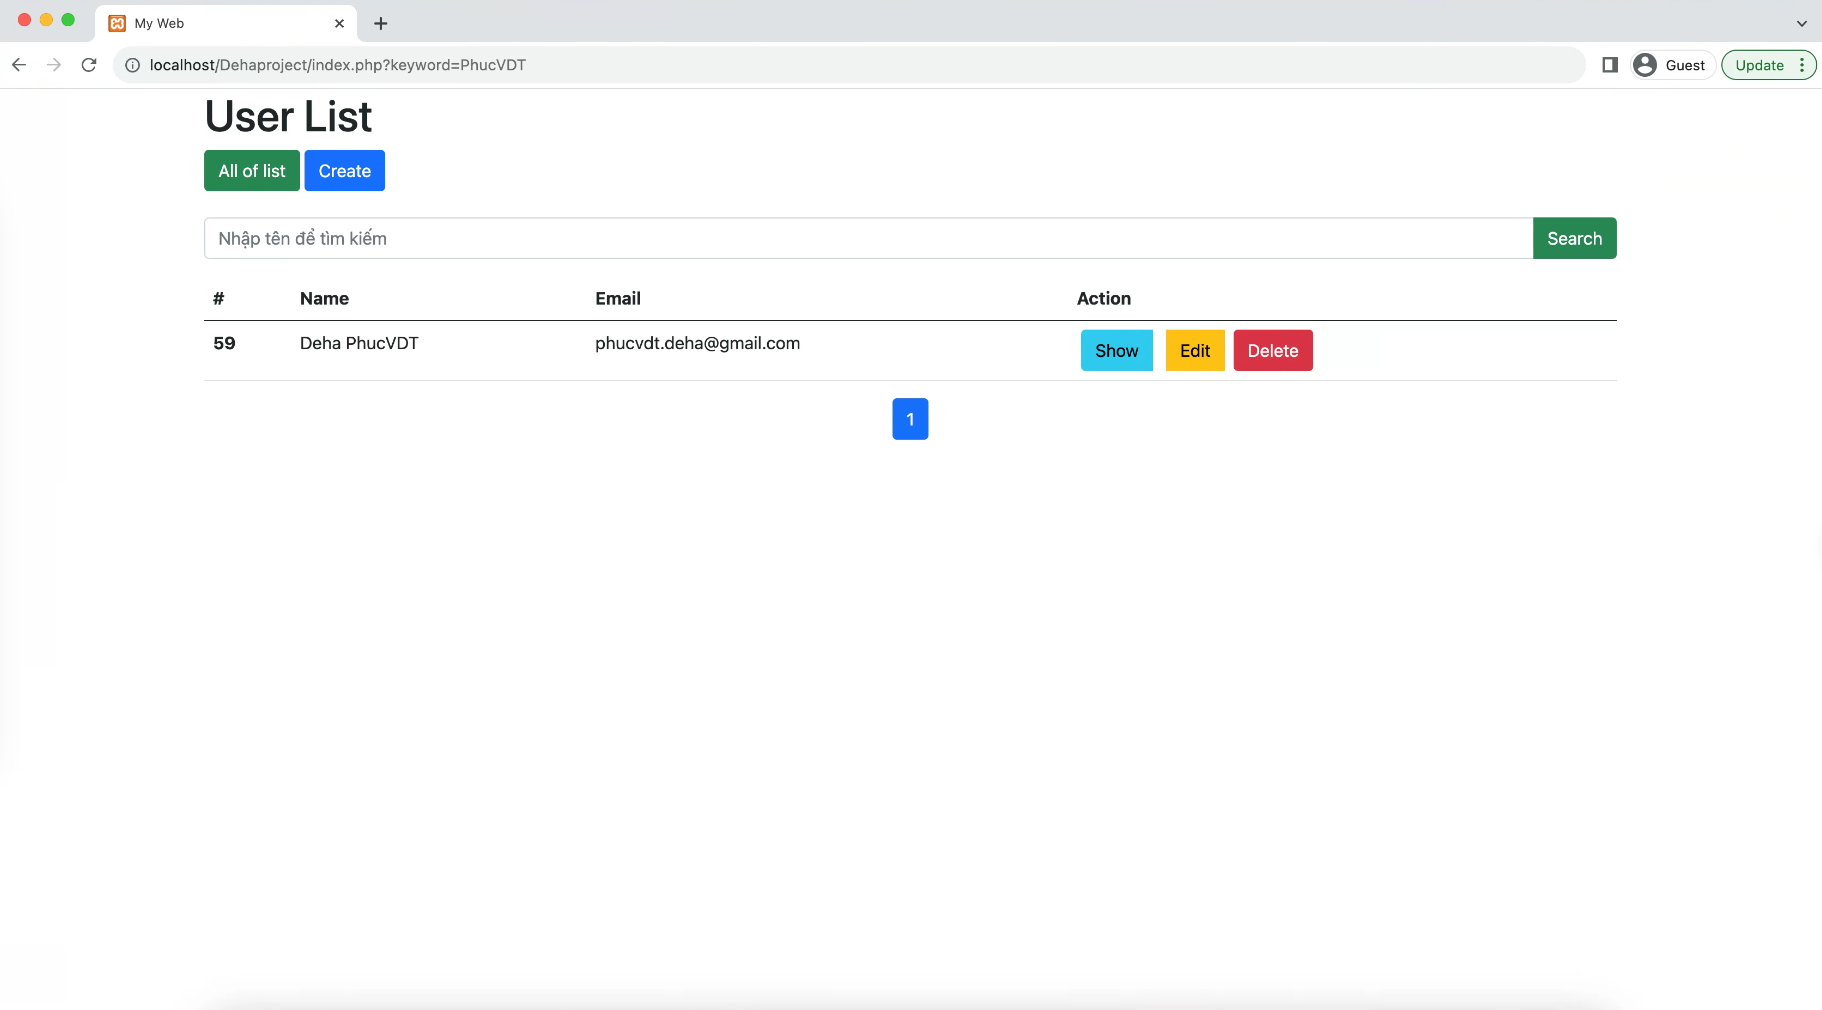 My Web
localhost/Dehaproject/index.php?keyword=PhucVDT
Guest
Update
User List
All of list Create
Nhập tên để tìm kiếm Search
# Name Email Action
59 Deha PhucVDT phucvdt.deha@gmail.com Show Edit Delete
1